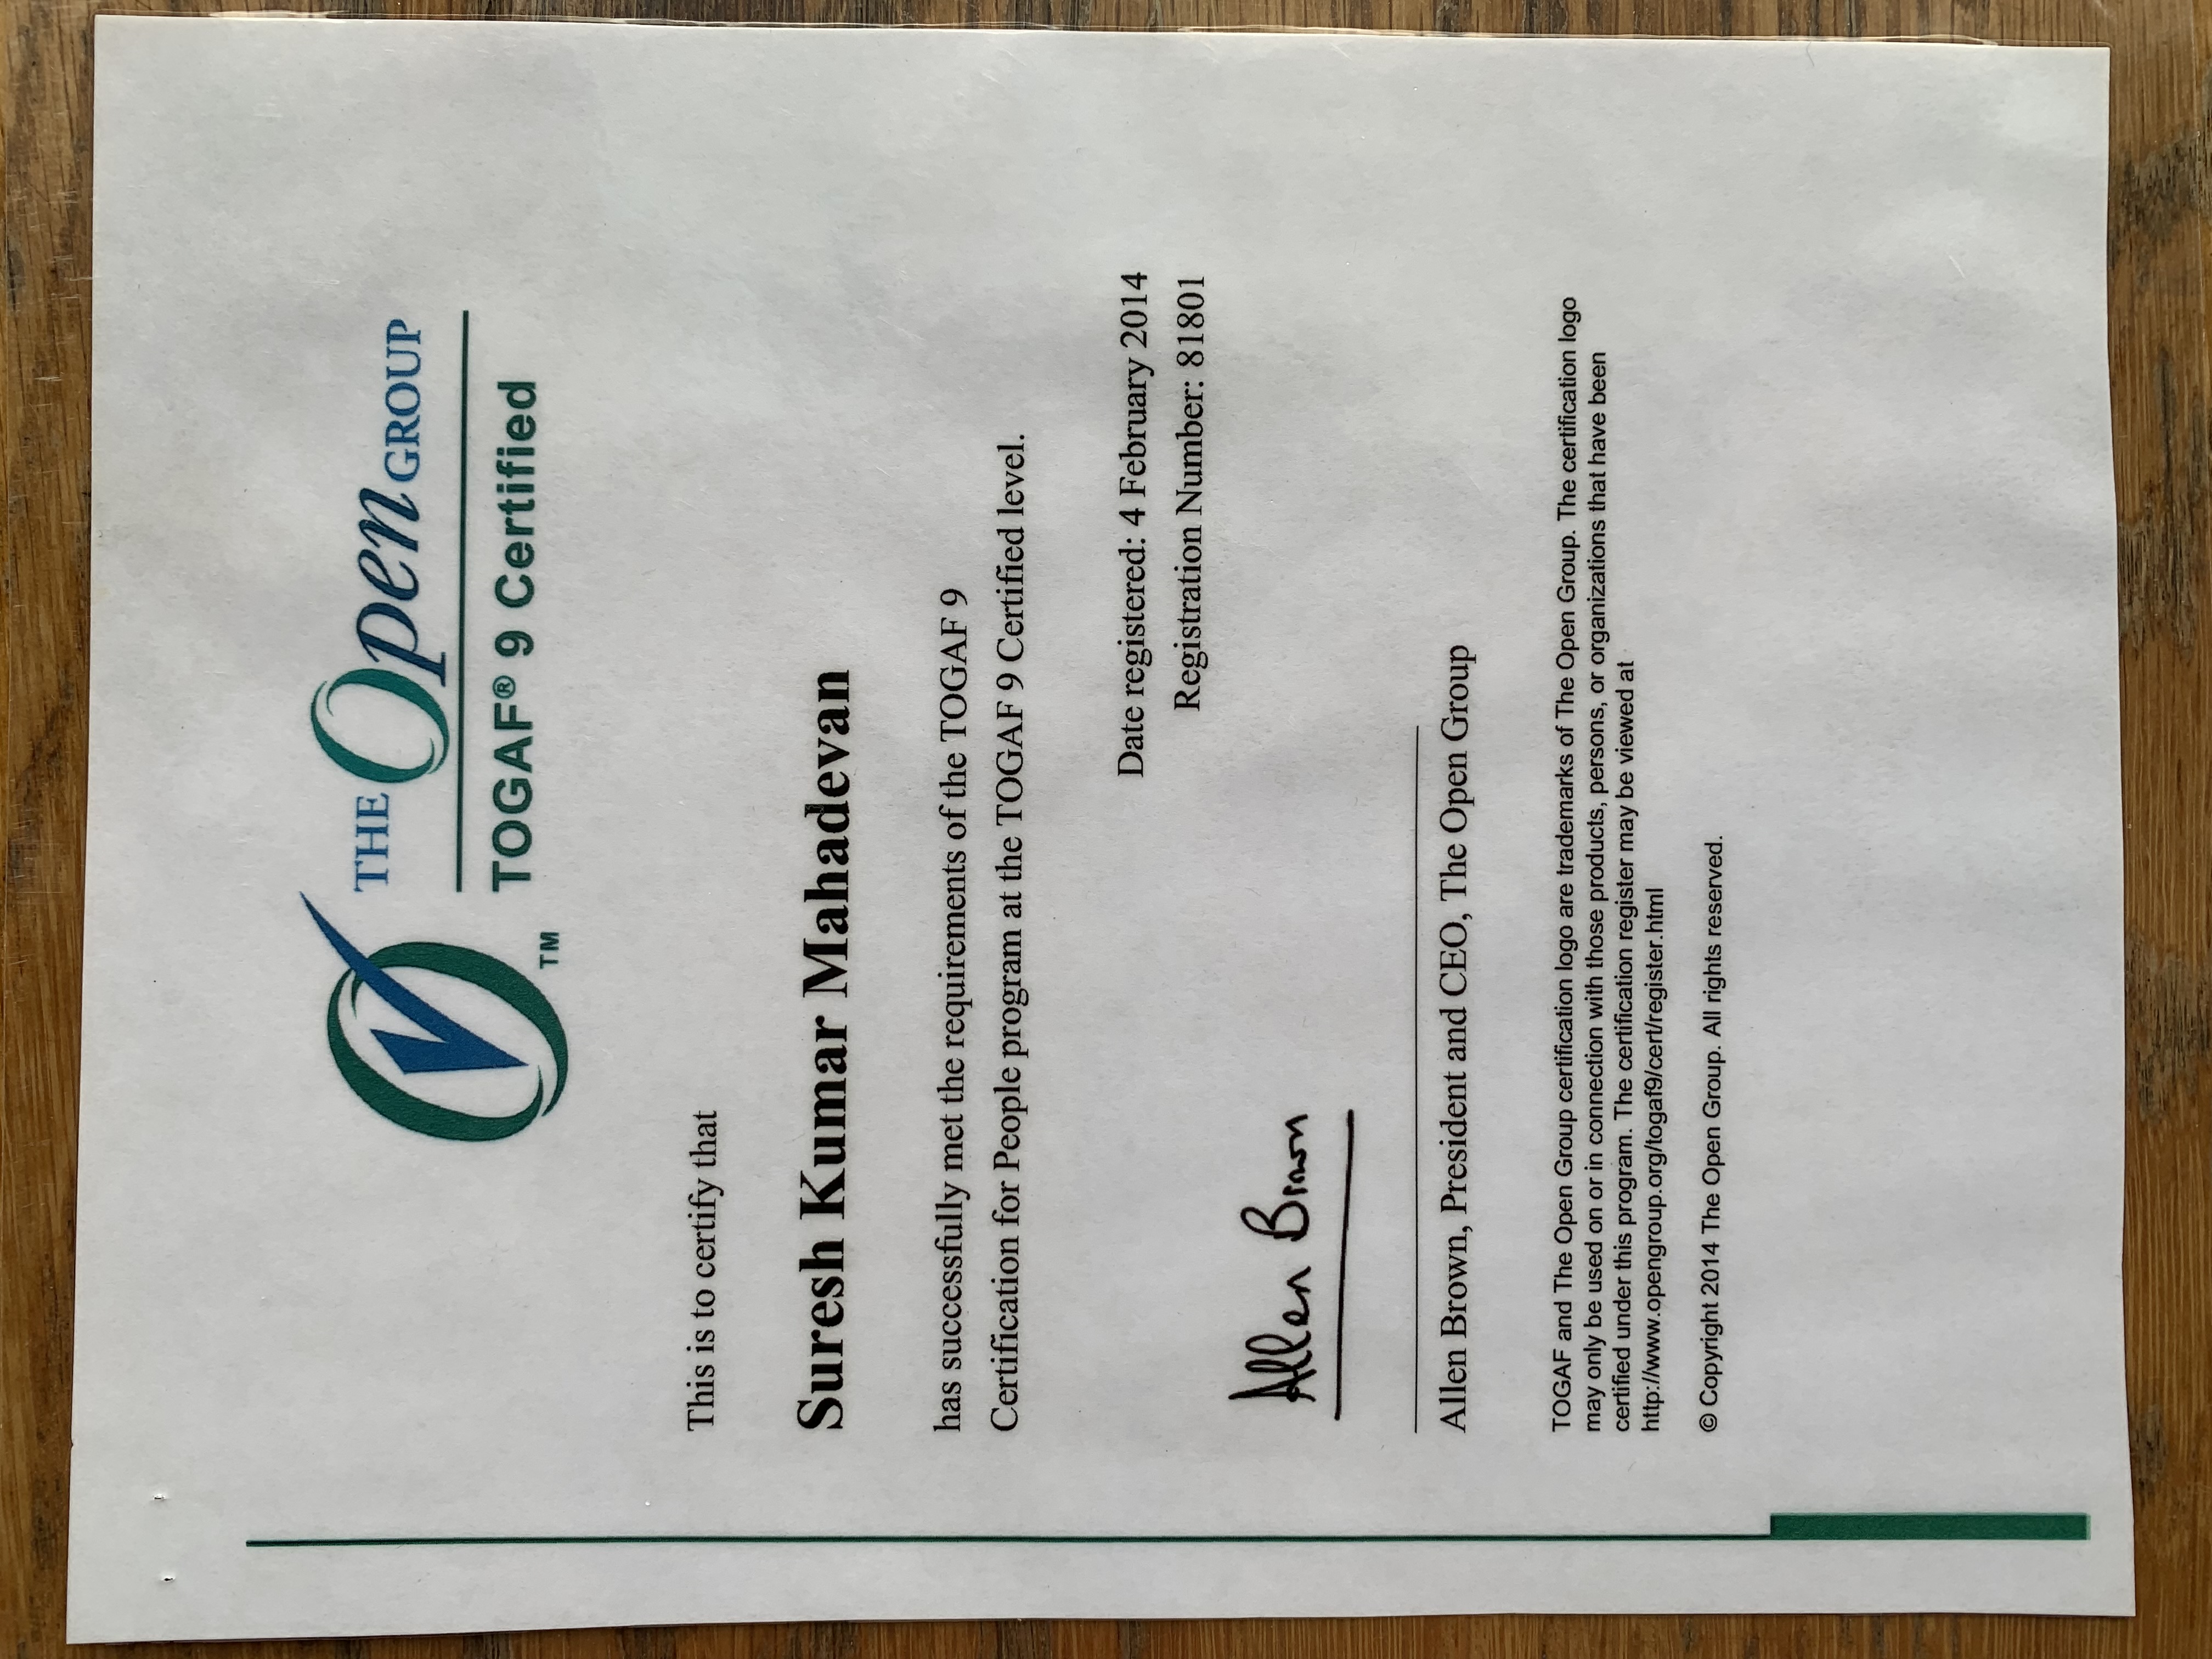 THE Open GROUP
TOGAF® 9 Certified
TM
This is to certify that
Suresh Kumar Mahadevan
has successfully met the requirements of the TOGAF 9
Certification for People program at the TOGAF 9 Certified level.
Date registered: 4 February 2014
Registration Number: 81801
Allen Brown
Allen Brown, President and CEO, The Open Group
TOGAF and The Open Group certification logo are trademarks of The Open Group. The certification logo
may only be used on or in connection with those products, persons, or organizations that have been
certified under this program. The certification register may be viewed at
http://www.opengroup.org/togaf9/cert/register.html
© Copyright 2014 The Open Group. All rights reserved.